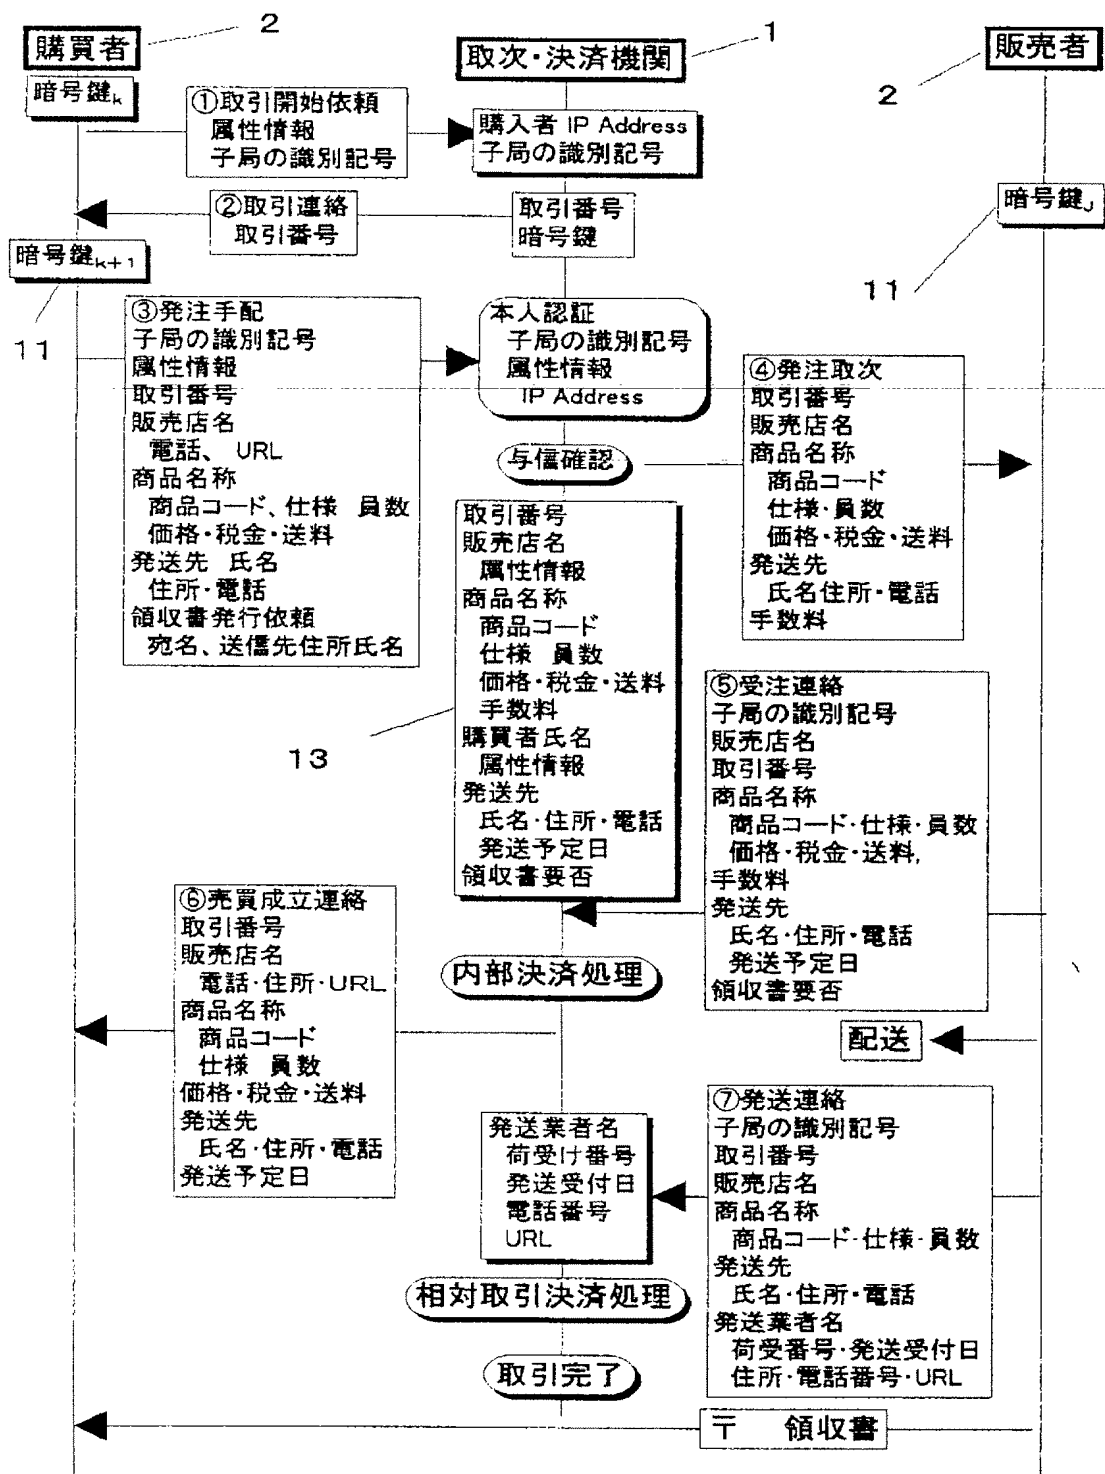 購買者
2
取次・決済機関
1
販売者
2
暗号鍵k
①取引開始依頼
属性情報
子局の識別記号
購入者 IP Address
子局の識別記号
暗号鍵J
11
②取引連絡
取引番号
取引番号
暗号鍵
暗号鍵k+1
11
③発注手配
子局の識別記号
属性情報
取引番号
販売店名
電話、 URL
商品名称
商品コード、仕様 員数
価格・税金・送料
発送先 氏名
住所・電話
領収書発行依頼
宛名、送信先住所氏名
本人認証
子局の識別記号
属性情報
IP Address
与信確認
④発注取次
取引番号
販売店名
商品名称
商品コード
仕様・員数
価格・税金・送料
発送先
氏名住所・電話
手数料
取引番号
販売店名
属性情報
商品名称
商品コード
仕様 員数
価格・税金・送料
手数料
購買者氏名
属性情報
発送先
氏名・住所・電話
発送予定日
領収書要否
13
⑤受注連絡
子局の識別記号
販売店名
取引番号
商品名称
商品コード・仕様・員数
価格・税金・送料,
手数料
発送先
氏名・住所・電話
発送予定日
領収書要否
内部決済処理
⑥売買成立連絡
取引番号
販売店名
電話・住所・URL
商品名称
商品コード
仕様 員数
価格・税金・送料
発送先
氏名・住所・電話
発送予定日
配送
⑦発送連絡
子局の識別記号
取引番号
販売店名
商品名称
商品コード・仕様・員数
発送先
氏名・住所・電話
発送業者名
荷受番号・発送受付日
住所・電話番号・URL
発送業者名
荷受け番号
発送受付日
電話番号
URL
相対取引決済処理
取引完了
〒 領収書